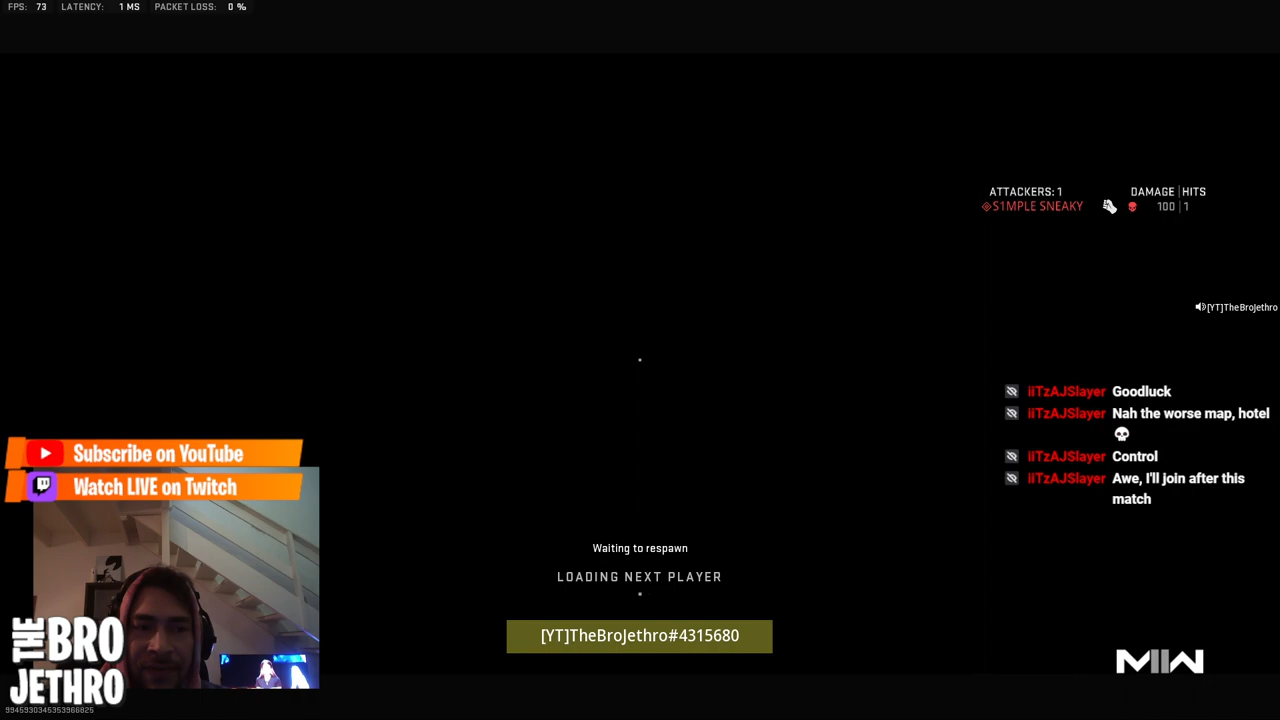 FPS: 73 LATENCY: 1 MS PACKET LOSS: 0 %
ATTACKERS: 1 DAMAGE | HITS
S1MPLE SNEAKY 100 | 1
[YT]TheBroJethro
iiTzAJSlayer Goodluck
iiTzAJSlayer Nah the worse map, hotel
iiTzAJSlayer Control
iiTzAJSlayer Awe, I'll join after this
match
Subscribe on YouTube
Watch LIVE on Twitch
Waiting to respawn
LOADING NEXT PLAYER
[YT]TheBroJethro#4315680
THE BRO
JETHRO
MIIW